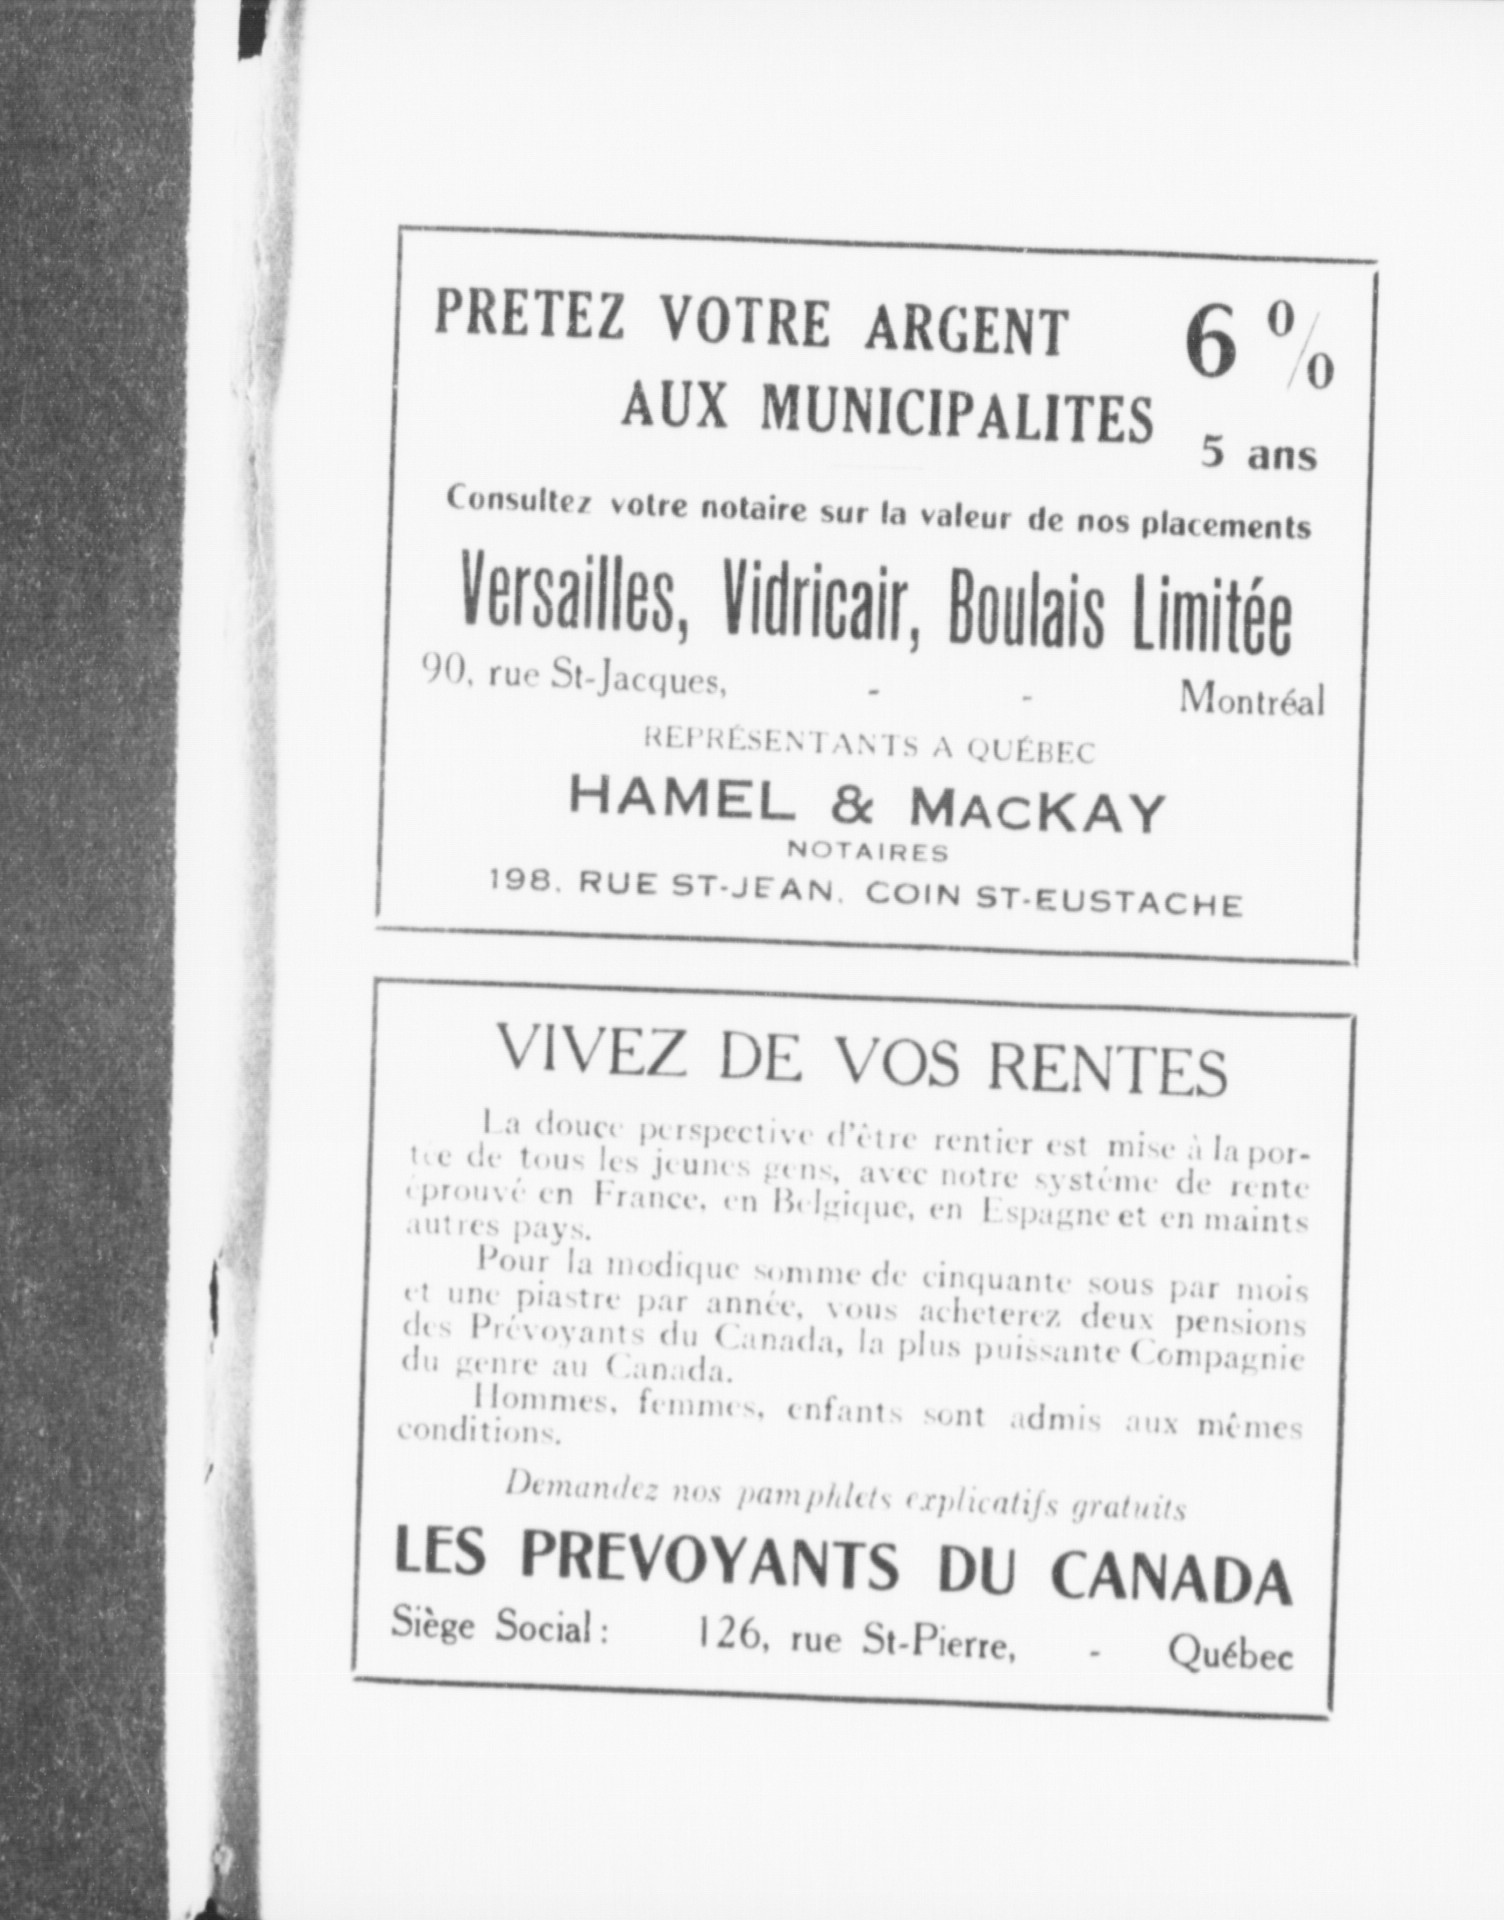 PRETEZ VOTRE ARGENT 6 %
AUX MUNICIPALITES 5 ans
Consultez votre notaire sur la valeur de nos placements
Versailles, Vidricair, Boulais Limitée
90, rue St-Jacques, - - Montréal
REPRÉSENTANTS A QUÉBEC
HAMEL & MACKAY
NOTAIRES
198, RUE ST-JEAN, COIN ST-EUSTACHE
VIVEZ DE VOS RENTES
La douce perspective d'être rentier est mise à la por-
tée de tous les jeunes gens, avec notre systéme de rente
éprouvé en France, en Belgique, en Espagne et en maints
autres pays.
Pour la modique somme de cinquante sous par mois
et une piastre par année, vous acheterez deux pensions
des Prévoyants du Canada, la plus puissante Compagnie
du genre au Canada.
Hommes, femmes, enfants sont admis aux mêmes
conditions.
Demandez nos pamphlets explicatifs gratuits
LES PREVOYANTS DU CANADA
Siège Social: 126, rue St-Pierre, - Québec